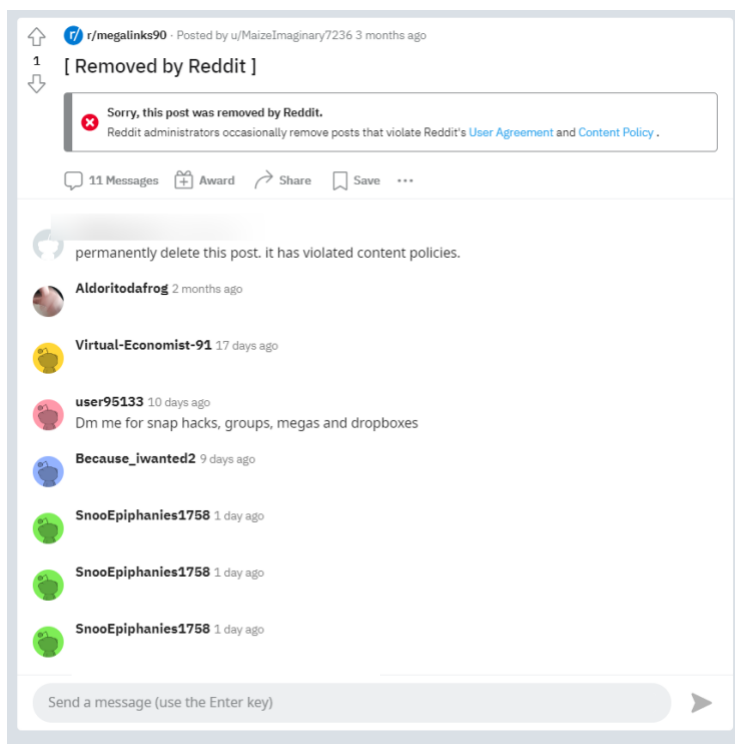 r/megalinks90 · Posted by u/MaizeImaginary7236 3 months ago
1
[ Removed by Reddit ]
Sorry, this post was removed by Reddit.
Reddit administrators occasionally remove posts that violate Reddit's User Agreement and Content Policy .
11 Messages Award Share Save ...
permanently delete this post. it has violated content policies.
Aldoritodafrog 2 months ago
Virtual-Economist-91 17 days ago
user95133 10 days ago
Dm me for snap hacks, groups, megas and dropboxes
Because_iwanted2 9 days ago
SnooEpiphanies1758 1 day ago
SnooEpiphanies1758 1 day ago
SnooEpiphanies1758 1 day ago
Send a message (use the Enter key)